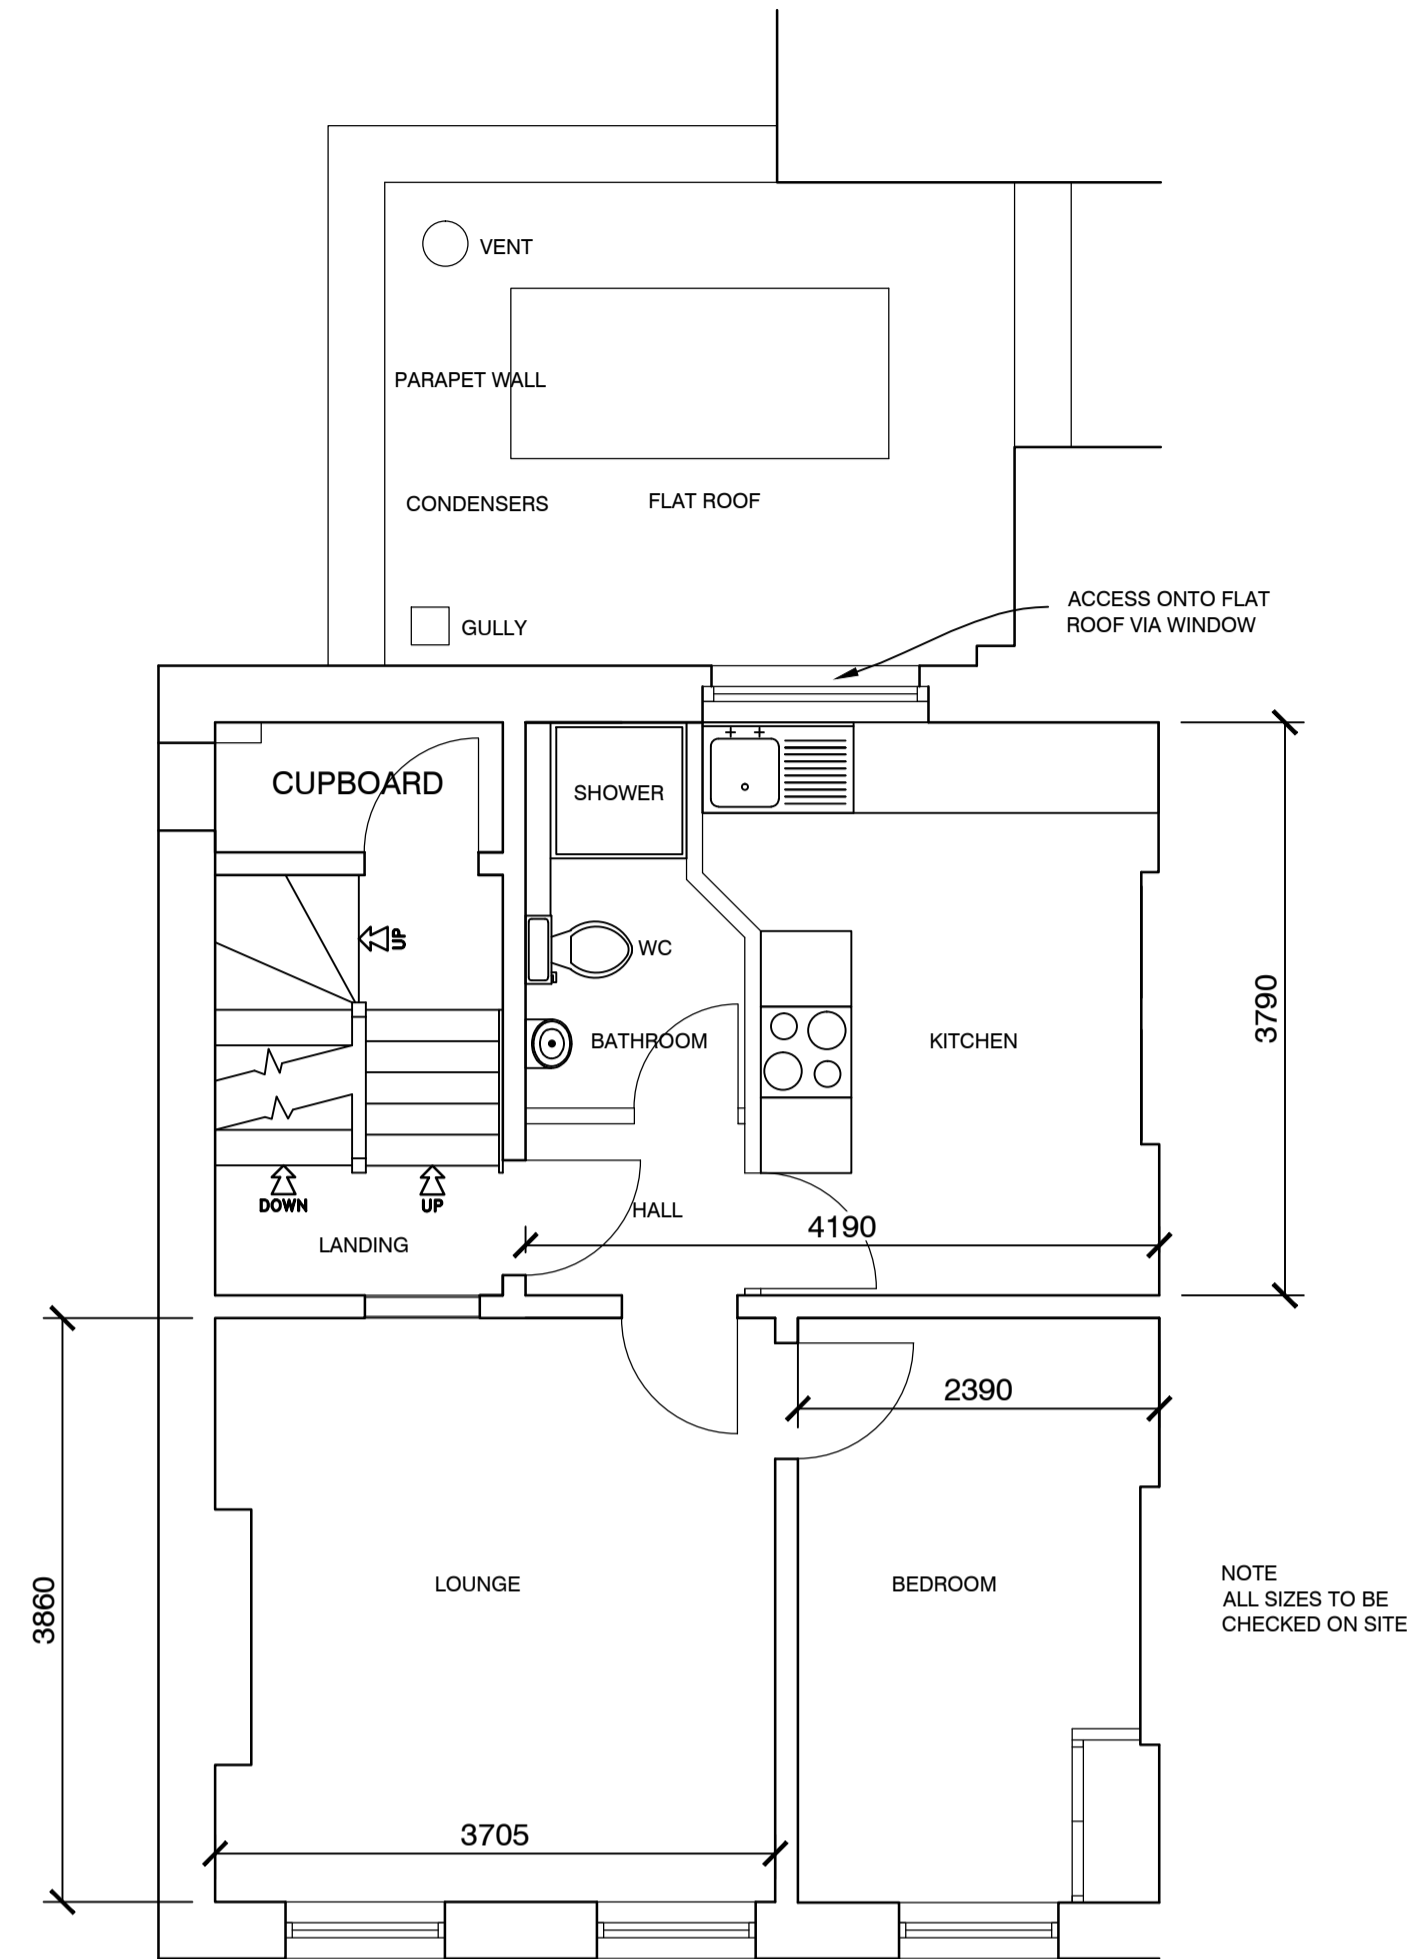 VENT
PARAPET WALL
CONDENSERS
FLAT ROOF
ACCESS ONTO FLAT
ROOF VIA WINDOW
GULLY
CUPBOARD
SHOWER
UP
WC
BATHROOM
KITCHEN
3790
DOWN
UP
HALL
4190
LANDING
2390
LOUNGE
BEDROOM
NOTE
ALL SIZES TO BE
CHECKED ON SITE
3860
3705